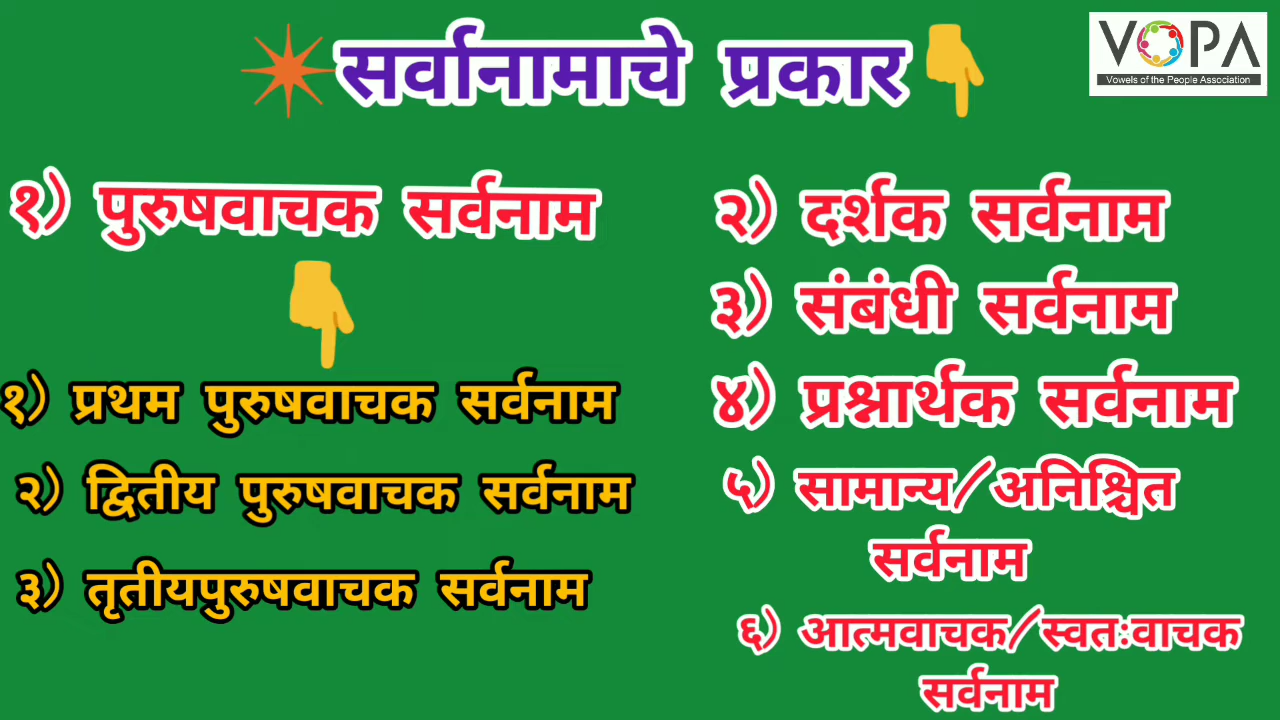 सर्वानामाचे प्रकार
VOPA
Vowels of the People Association
१) पुरुषवाचक सर्वनाम
१) प्रथम पुरुषवाचक सर्वनाम
२) द्वितीय पुरुषवाचक सर्वनाम
३) तृतीयपुरुषवाचक सर्वनाम
२) दर्शक सर्वनाम
३) संबंधी सर्वनाम
४) प्रश्नार्थक सर्वनाम
५) सामान्य/अनिश्चित
सर्वनाम
६) आत्मवाचक/स्वतःवाचक
सर्वनाम